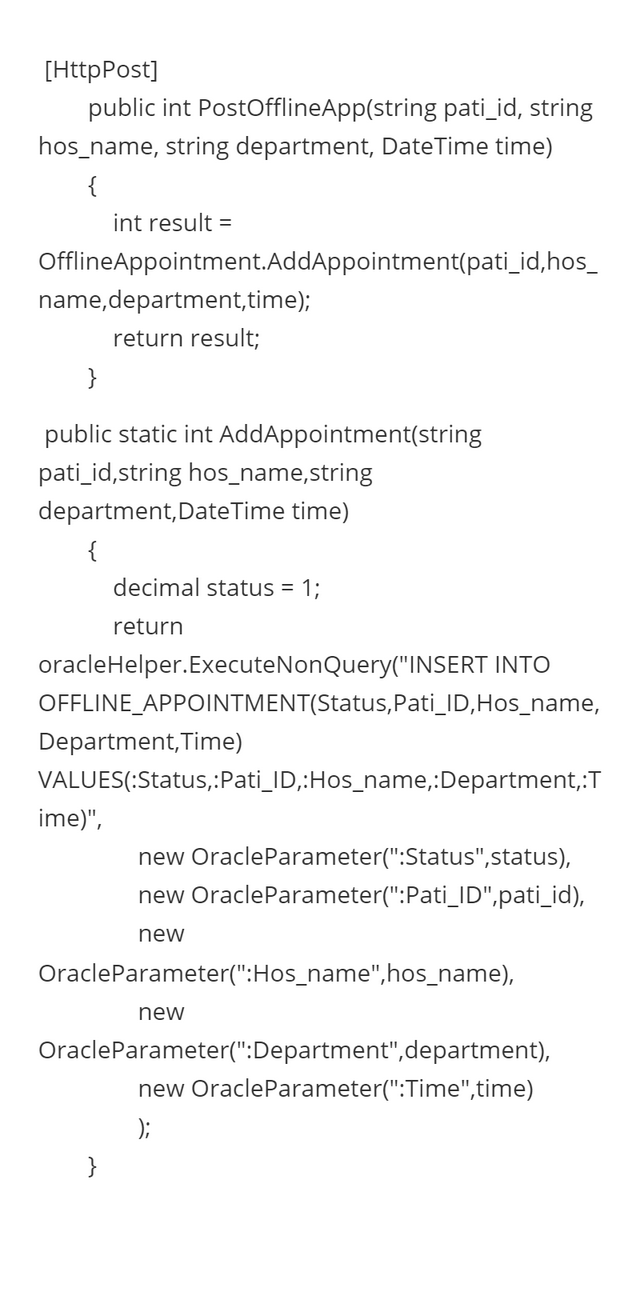 [HttpPost]
public int PostOfflineApp(string pati_id, string
hos_name, string department, DateTime time)
{
int result =
OfflineAppointment.AddAppointment(pati_id,hos_
name,department,time);
return result;
}
public static int AddAppointment(string
pati_id,string hos_name,string
department,DateTime time)
{
decimal status = 1;
return
oracleHelper.ExecuteNonQuery("INSERT INTO
OFFLINE_APPOINTMENT(Status,Pati_ID,Hos_name,
Department,Time)
VALUES(:Status,:Pati_ID,:Hos_name,:Department,:T
ime)",
new OracleParameter(":Status",status),
new OracleParameter(":Pati_ID",pati_id),
new
OracleParameter(":Hos_name",hos_name),
new
OracleParameter(":Department",department),
new OracleParameter(":Time",time)
);
}